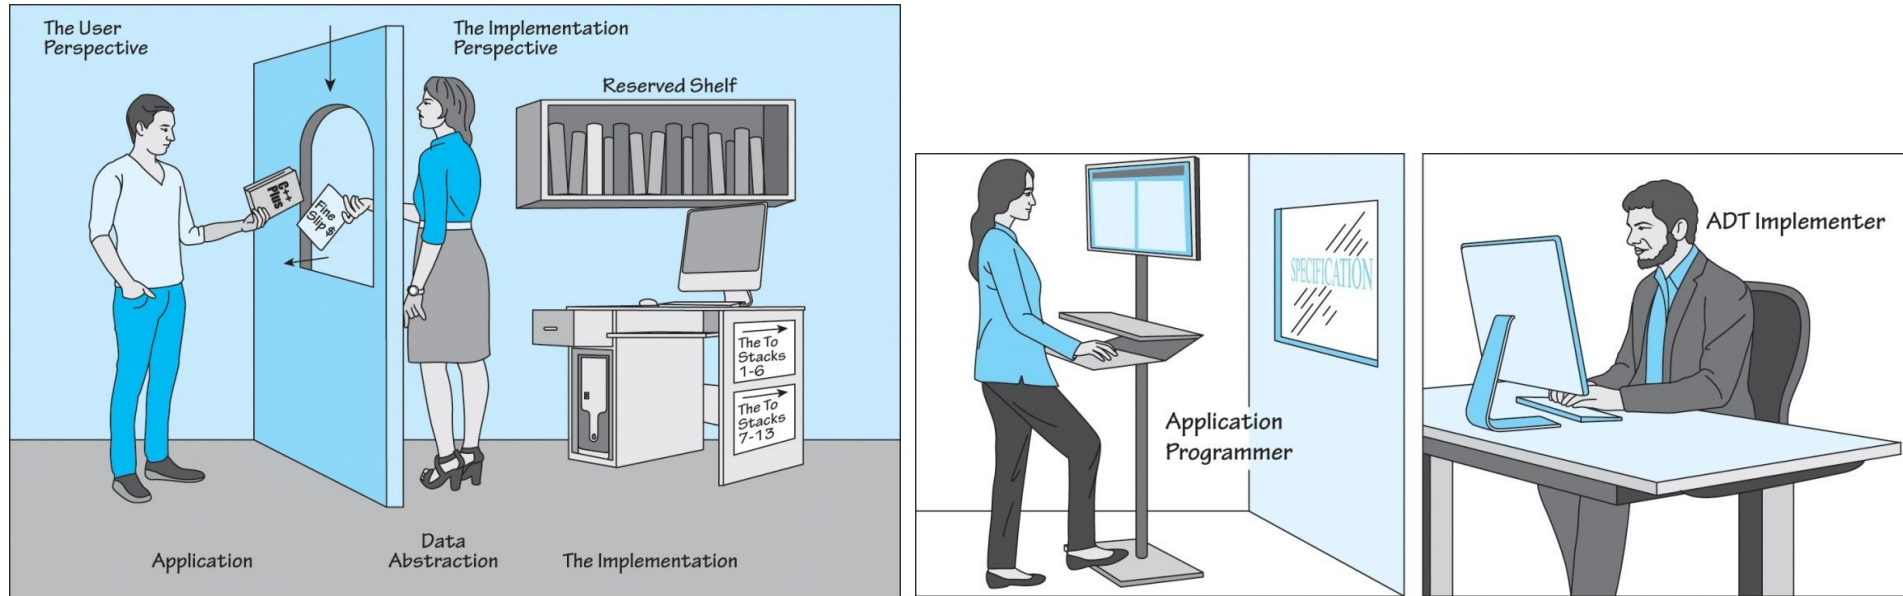 The User
Perspective
The Implementation
Perspective
Reserved Shelf
C++
Plus
Fine
Slip $
The To
Stacks
1-6
The To
Stacks
7-13
Application
Data
Abstraction
The Implementation
SPECIFICATION
Application
Programmer
ADT Implementer